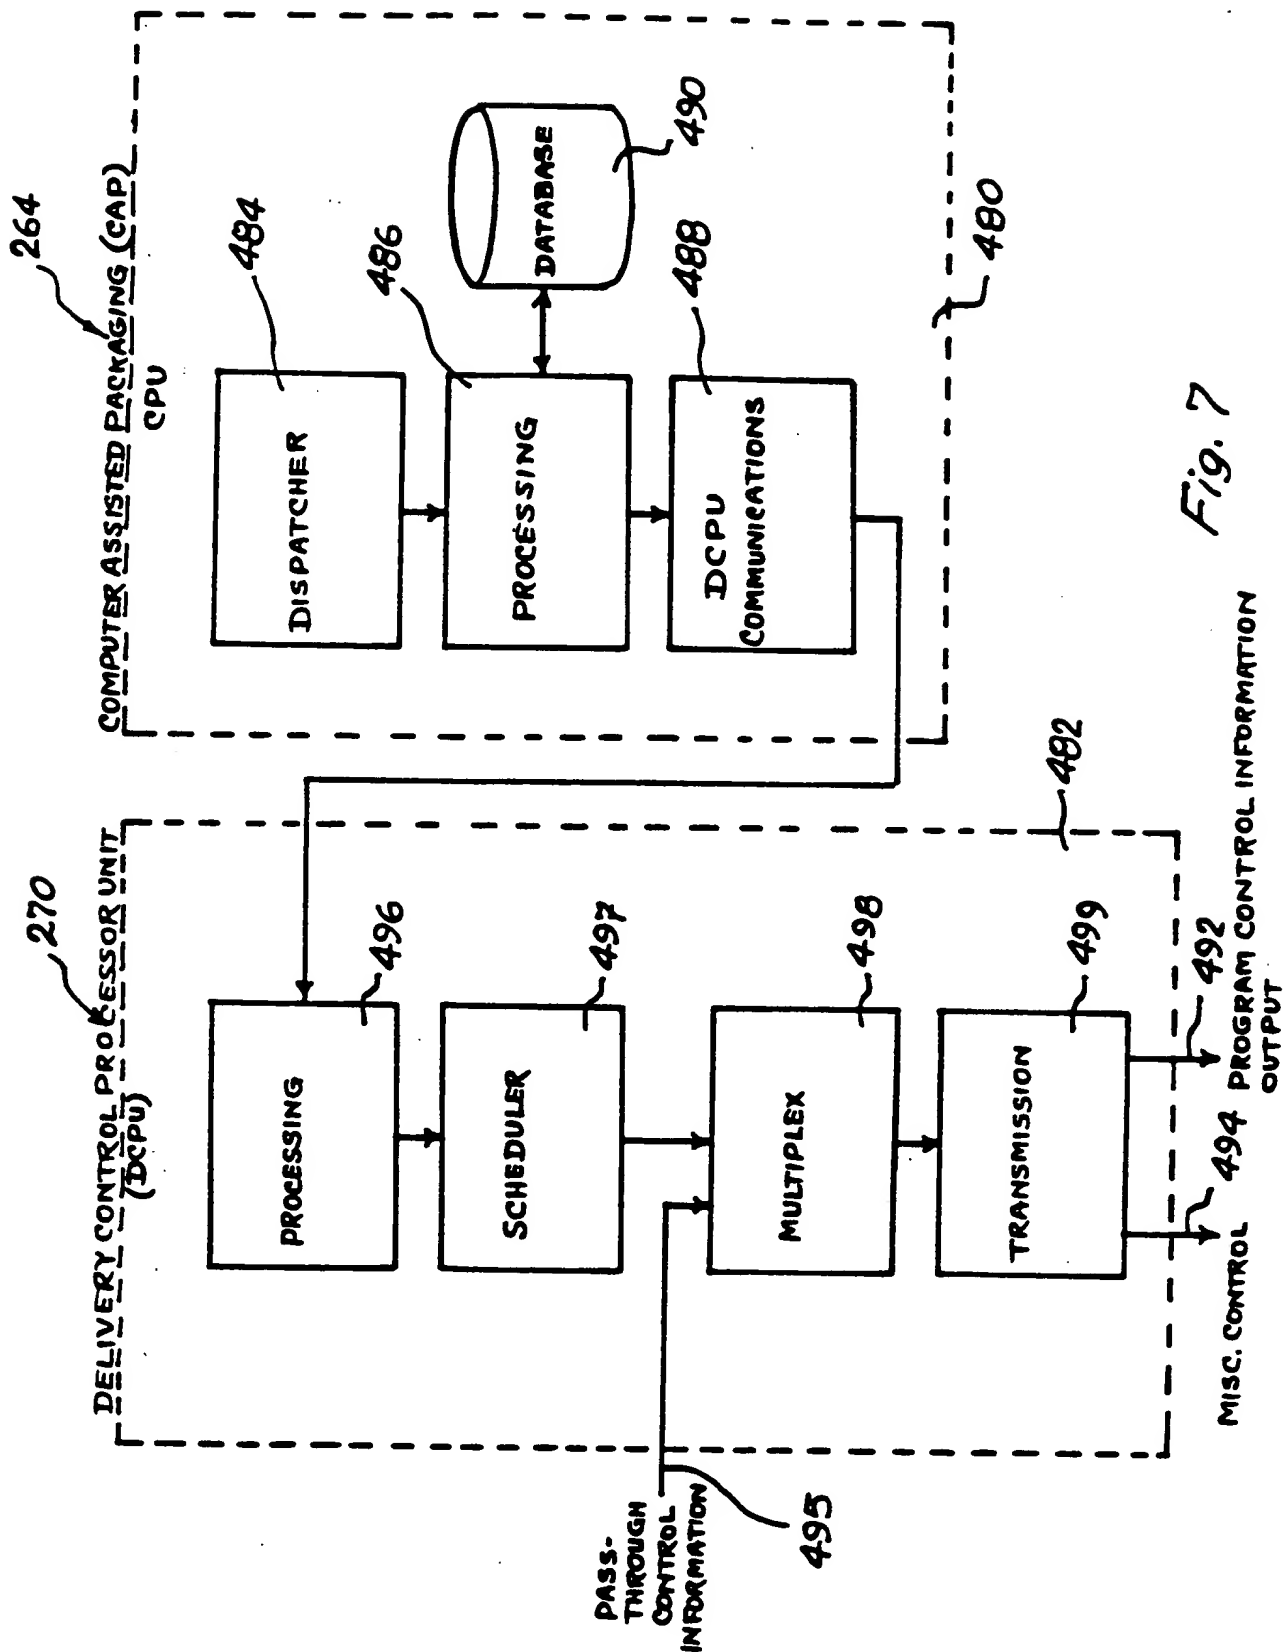 264
COMPUTER ASSISTED PACKAGING (CAP)
CPU
484
DISPATCHER
486
PROCESSING
DATABASE
490
488
DCPU
COMMUNICATIONS
480
270
DELIVERY CONTROL PROCESSOR UNIT
(DCPU)
PROCESSING
496
SCHEDULER
497
PASS-
THROUGH
CONTROL
INFORMATION
495
MULTIPLEX
498
TRANSMISSION
499
482
MISC. CONTROL
494
492
PROGRAM CONTROL INFORMATION
OUTPUT
Fig. 7